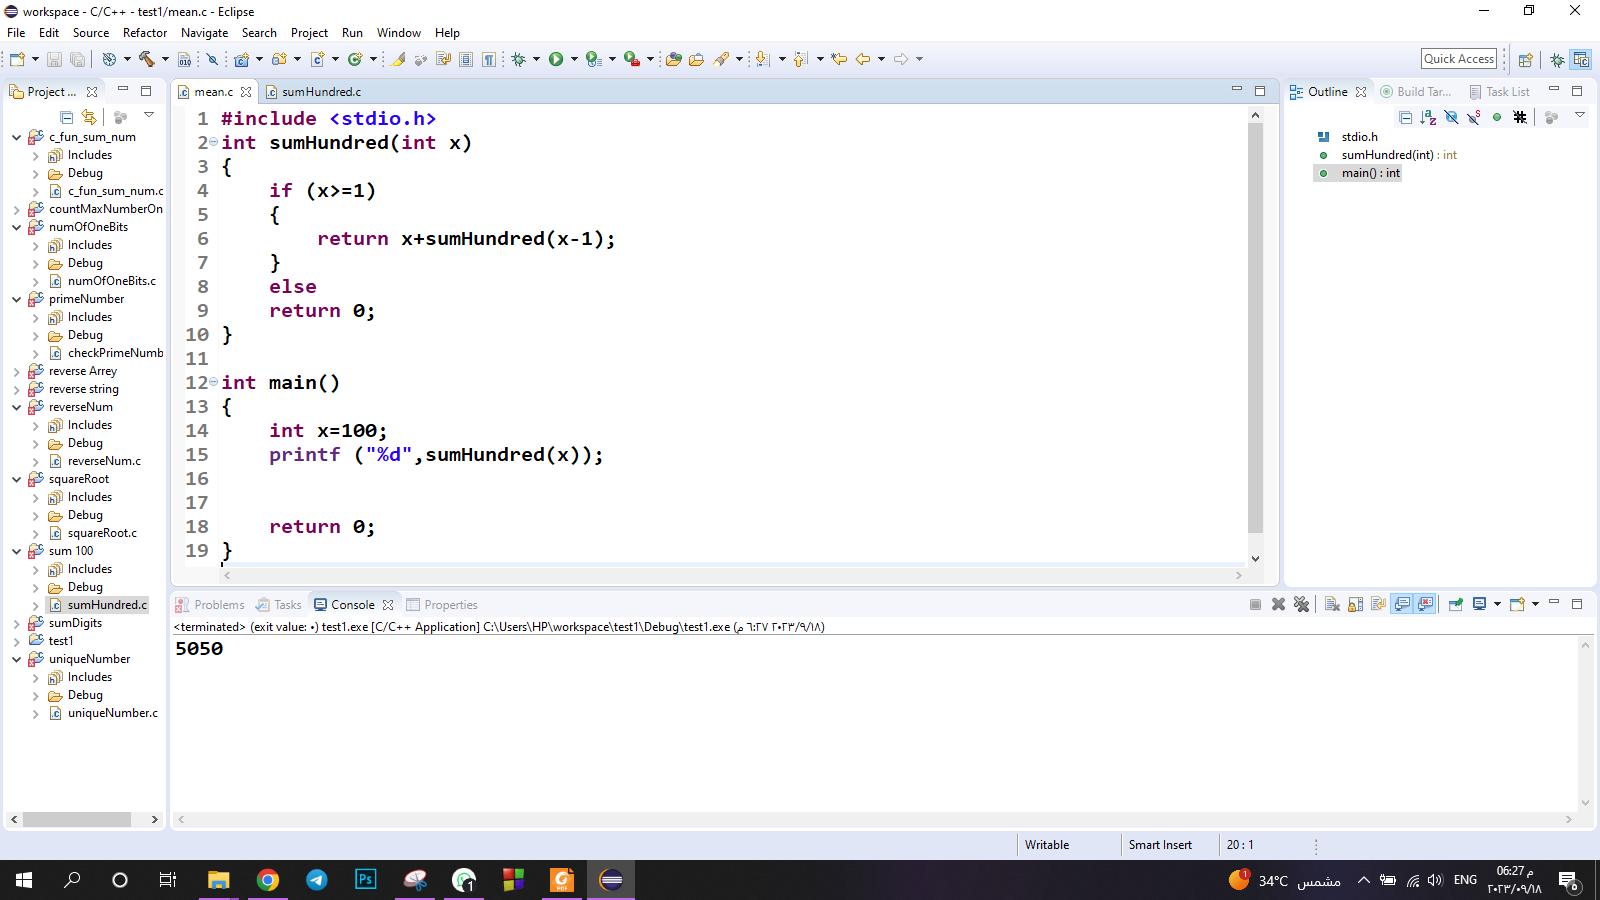 workspace - C/C++ - test1/mean.c - Eclipse
File Edit Source Refactor Navigate Search Project Run Window Help
Quick Access
Project ...
c_fun_sum_num
Includes
Debug
c_fun_sum_num.c
countMaxNumberOn
numOfOneBits
Includes
Debug
numOfOneBits.c
primeNumber
Includes
Debug
checkPrimeNumb
reverse Arrey
reverse string
reverseNum
Includes
Debug
reverseNum.c
squareRoot
Includes
Debug
squareRoot.c
sum 100
Includes
Debug
sumHundred.c
sumDigits
test1
uniqueNumber
Includes
Debug
uniqueNumber.c
mean.c sumHundred.c
1 #include <stdio.h>
2 int sumHundred(int x)
3 {
4 if (x>=1)
5 {
6 return x+sumHundred(x-1);
7 }
8 else
9 return 0;
10 }
11
12 int main()
13 {
14 int x=100;
15 printf ("%d",sumHundred(x));
16
17
18 return 0;
19 }
Outline Build Tar... Task List
stdio.h
sumHundred(int) : int
main() : int
Problems Tasks Console Properties
<terminated> (exit value: ٠) test1.exe [C/C++ Application] C:\Users\HP\workspace\test1\Debug\test1.exe (٢٠٢٣/٩/١٨ ٦:٢٧ م)
5050
Writable Smart Insert 20 : 1
34°C مشمس ENG
06:27 م
٢٠٢٣/٠٩/١٨